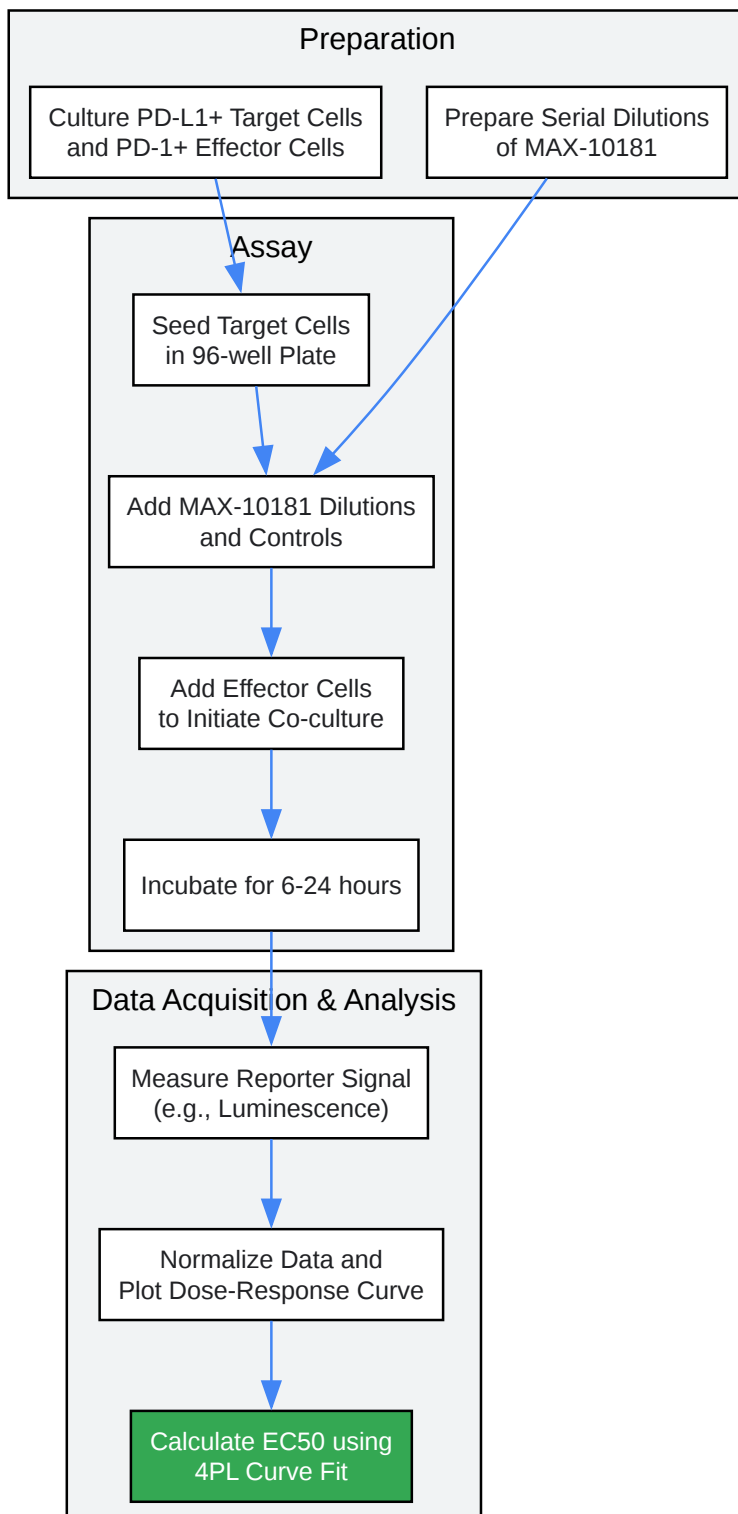 Preparation
Culture PD-L1+ Target Cells
and PD-1+ Effector Cells
Prepare Serial Dilutions
of MAX-10181
Assay
Seed Target Cells
in 96-well Plate
Add MAX-10181 Dilutions
and Controls
Add Effector Cells
to Initiate Co-culture
Incubate for 6-24 hours
Data Acquisition & Analysis
Measure Reporter Signal
(e.g., Luminescence)
Normalize Data and
Plot Dose-Response Curve
Calculate EC50 using
4PL Curve Fit